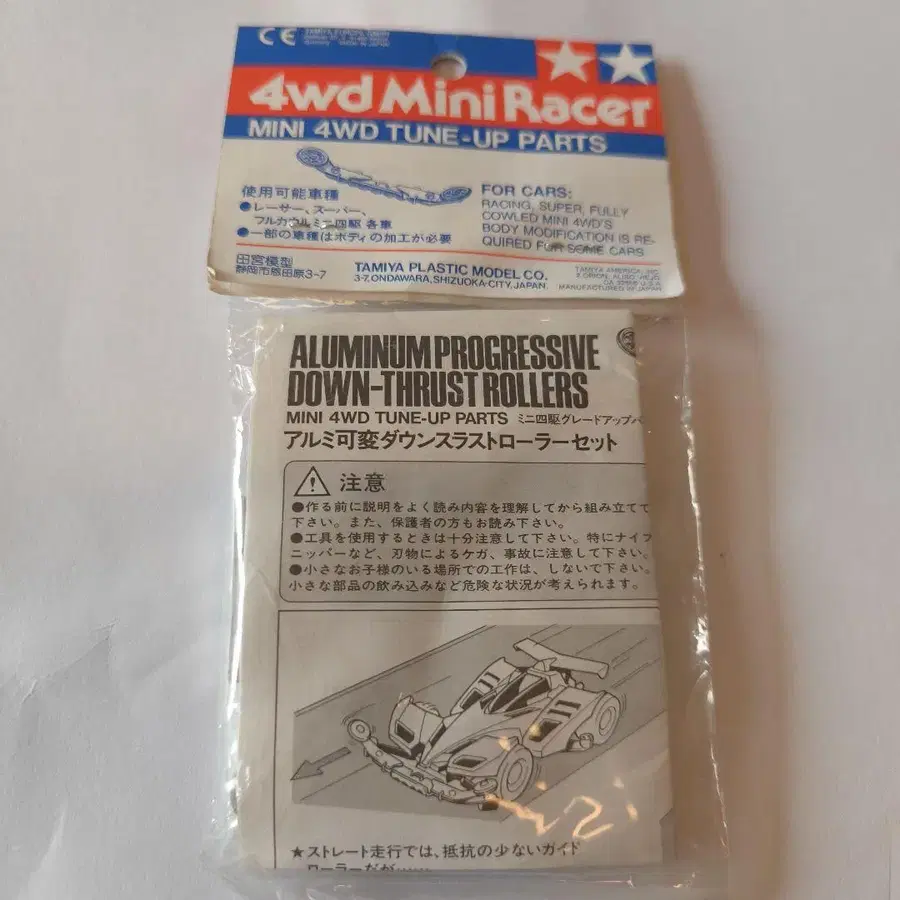 CE
4wd Mini Racer
MINI 4WD TUNE-UP PARTS
使用可能車種
●レーサー、スーパー、
フルカウルミニ四駆 各車
●一部の車種はボディの加工が必要
FOR CARS:
RACING, SUPER, FULLY
COWLED MINI 4WD'S
BODY MODIFICATION IS RE-
QUIRED FOR SOME CARS
田宮模型
静岡市恩田原3-7
TAMIYA PLASTIC MODEL CO.
3-7, ONDAWARA, SHIZUOKA-CITY, JAPAN.
TAMIYA AMERICA, INC.
MANUFACTURED IN JAPAN
ALUMINUM PROGRESSIVE
DOWN-THRUST ROLLERS
MINI 4WD TUNE-UP PARTS ミニ四駆グレードアップパ
アルミ可変ダウンスラストローラーセット
注意
●作る前に説明をよく読み内容を理解してから組み立てて
下さい。また、保護者の方もお読み下さい。
●工具を使用するときは十分注意して下さい。特にナイフ
ニッパーなど、刃物によるケガ、事故に注意して下さい。
●小さなお子様のいる場所での工作は、しないで下さい。
小さな部品の飲み込みなど危険な状況が考えられます。
★ストレート走行では、抵抗の少ないガイド
ローラーだが……